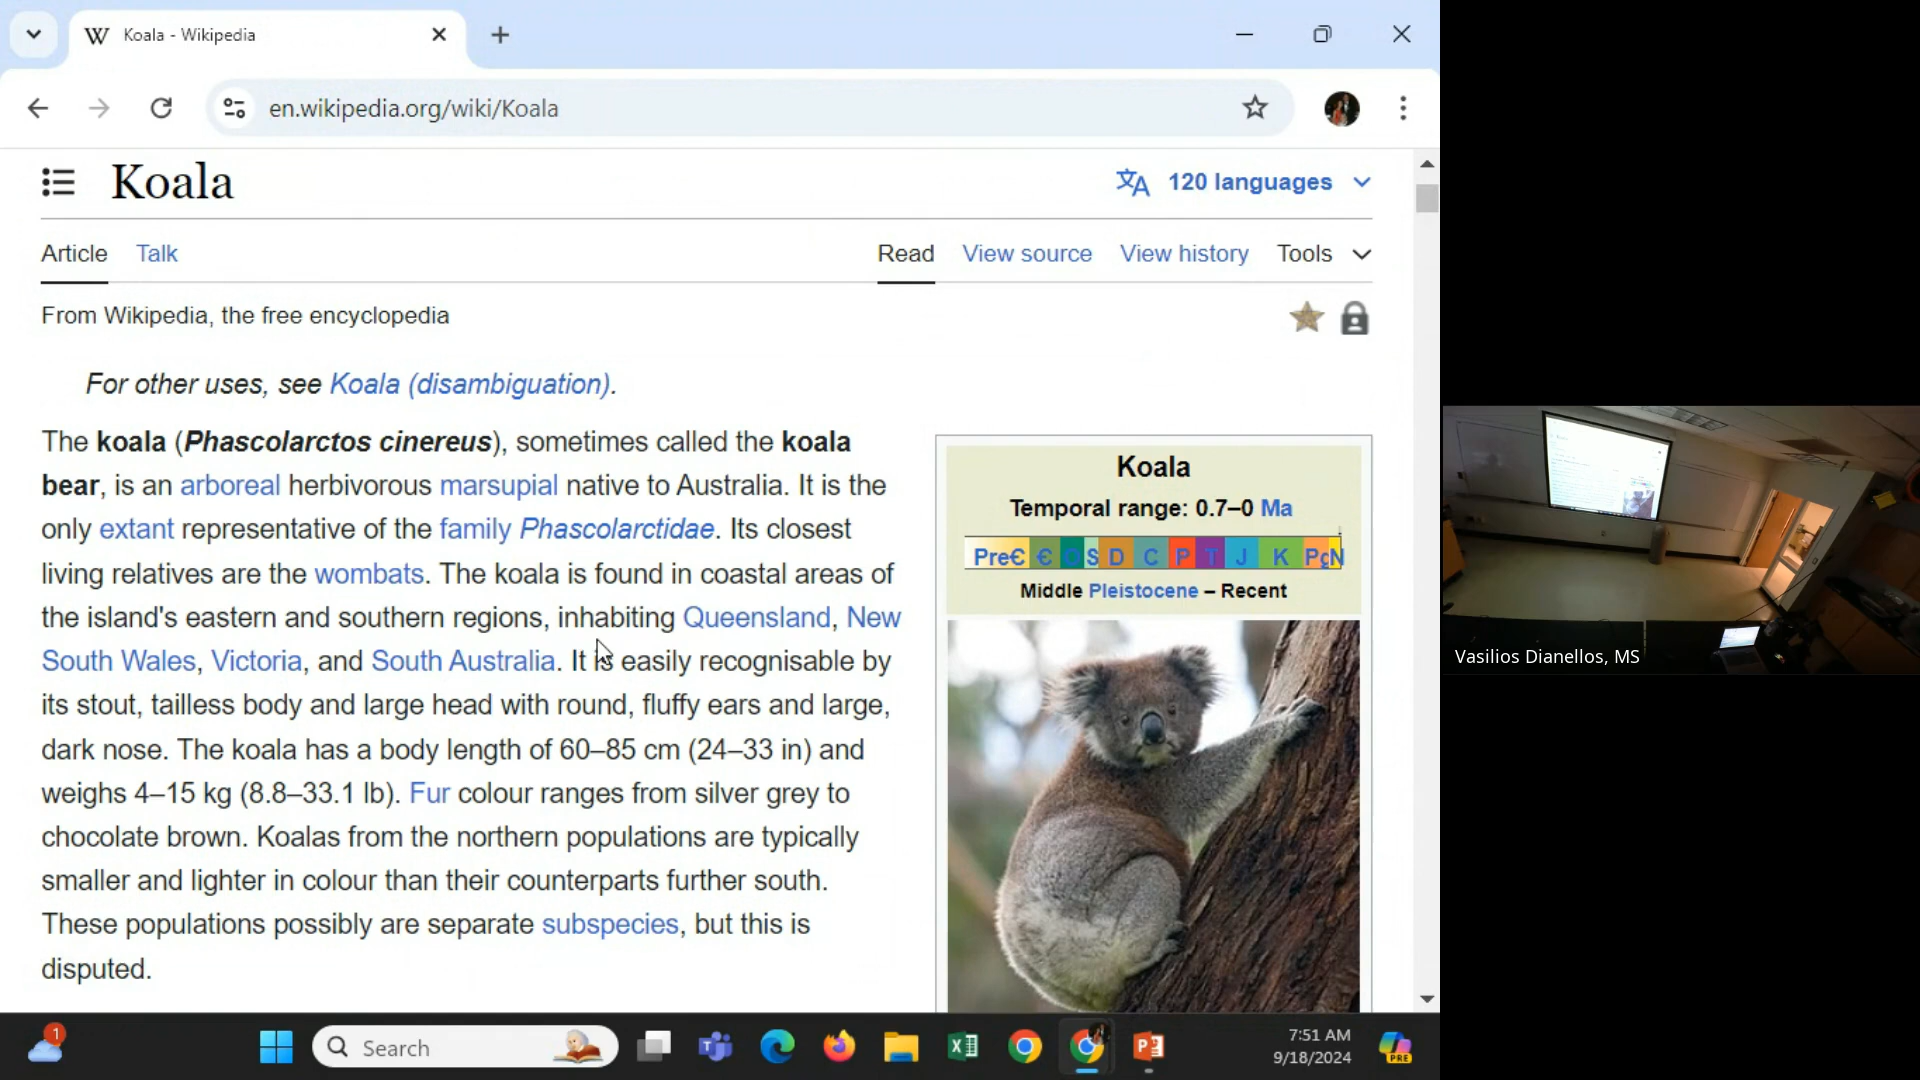 Koala - Wikipedia
en.wikipedia.org/wiki/Koala
Koala
120 languages
Article Talk
Read View source View history Tools
From Wikipedia, the free encyclopedia
For other uses, see Koala (disambiguation).
The koala (Phascolarctos cinereus), sometimes called the koala
bear, is an arboreal herbivorous marsupial native to Australia. It is the
only extant representative of the family Phascolarctidae. Its closest
living relatives are the wombats. The koala is found in coastal areas of
the island's eastern and southern regions, inhabiting Queensland, New
South Wales, Victoria, and South Australia. It is easily recognisable by
its stout, tailless body and large head with round, fluffy ears and large,
dark nose. The koala has a body length of 60–85 cm (24–33 in) and
weighs 4–15 kg (8.8–33.1 lb). Fur colour ranges from silver grey to
chocolate brown. Koalas from the northern populations are typically
smaller and lighter in colour than their counterparts further south.
These populations possibly are separate subspecies, but this is
disputed.
Koala
Temporal range: 0.7–0 Ma
PreꞒ Ꞓ O S D C P T J K Pg N
Middle Pleistocene – Recent
Vasilios Dianellos, MS
1
Search
7:51 AM
9/18/2024
PRE